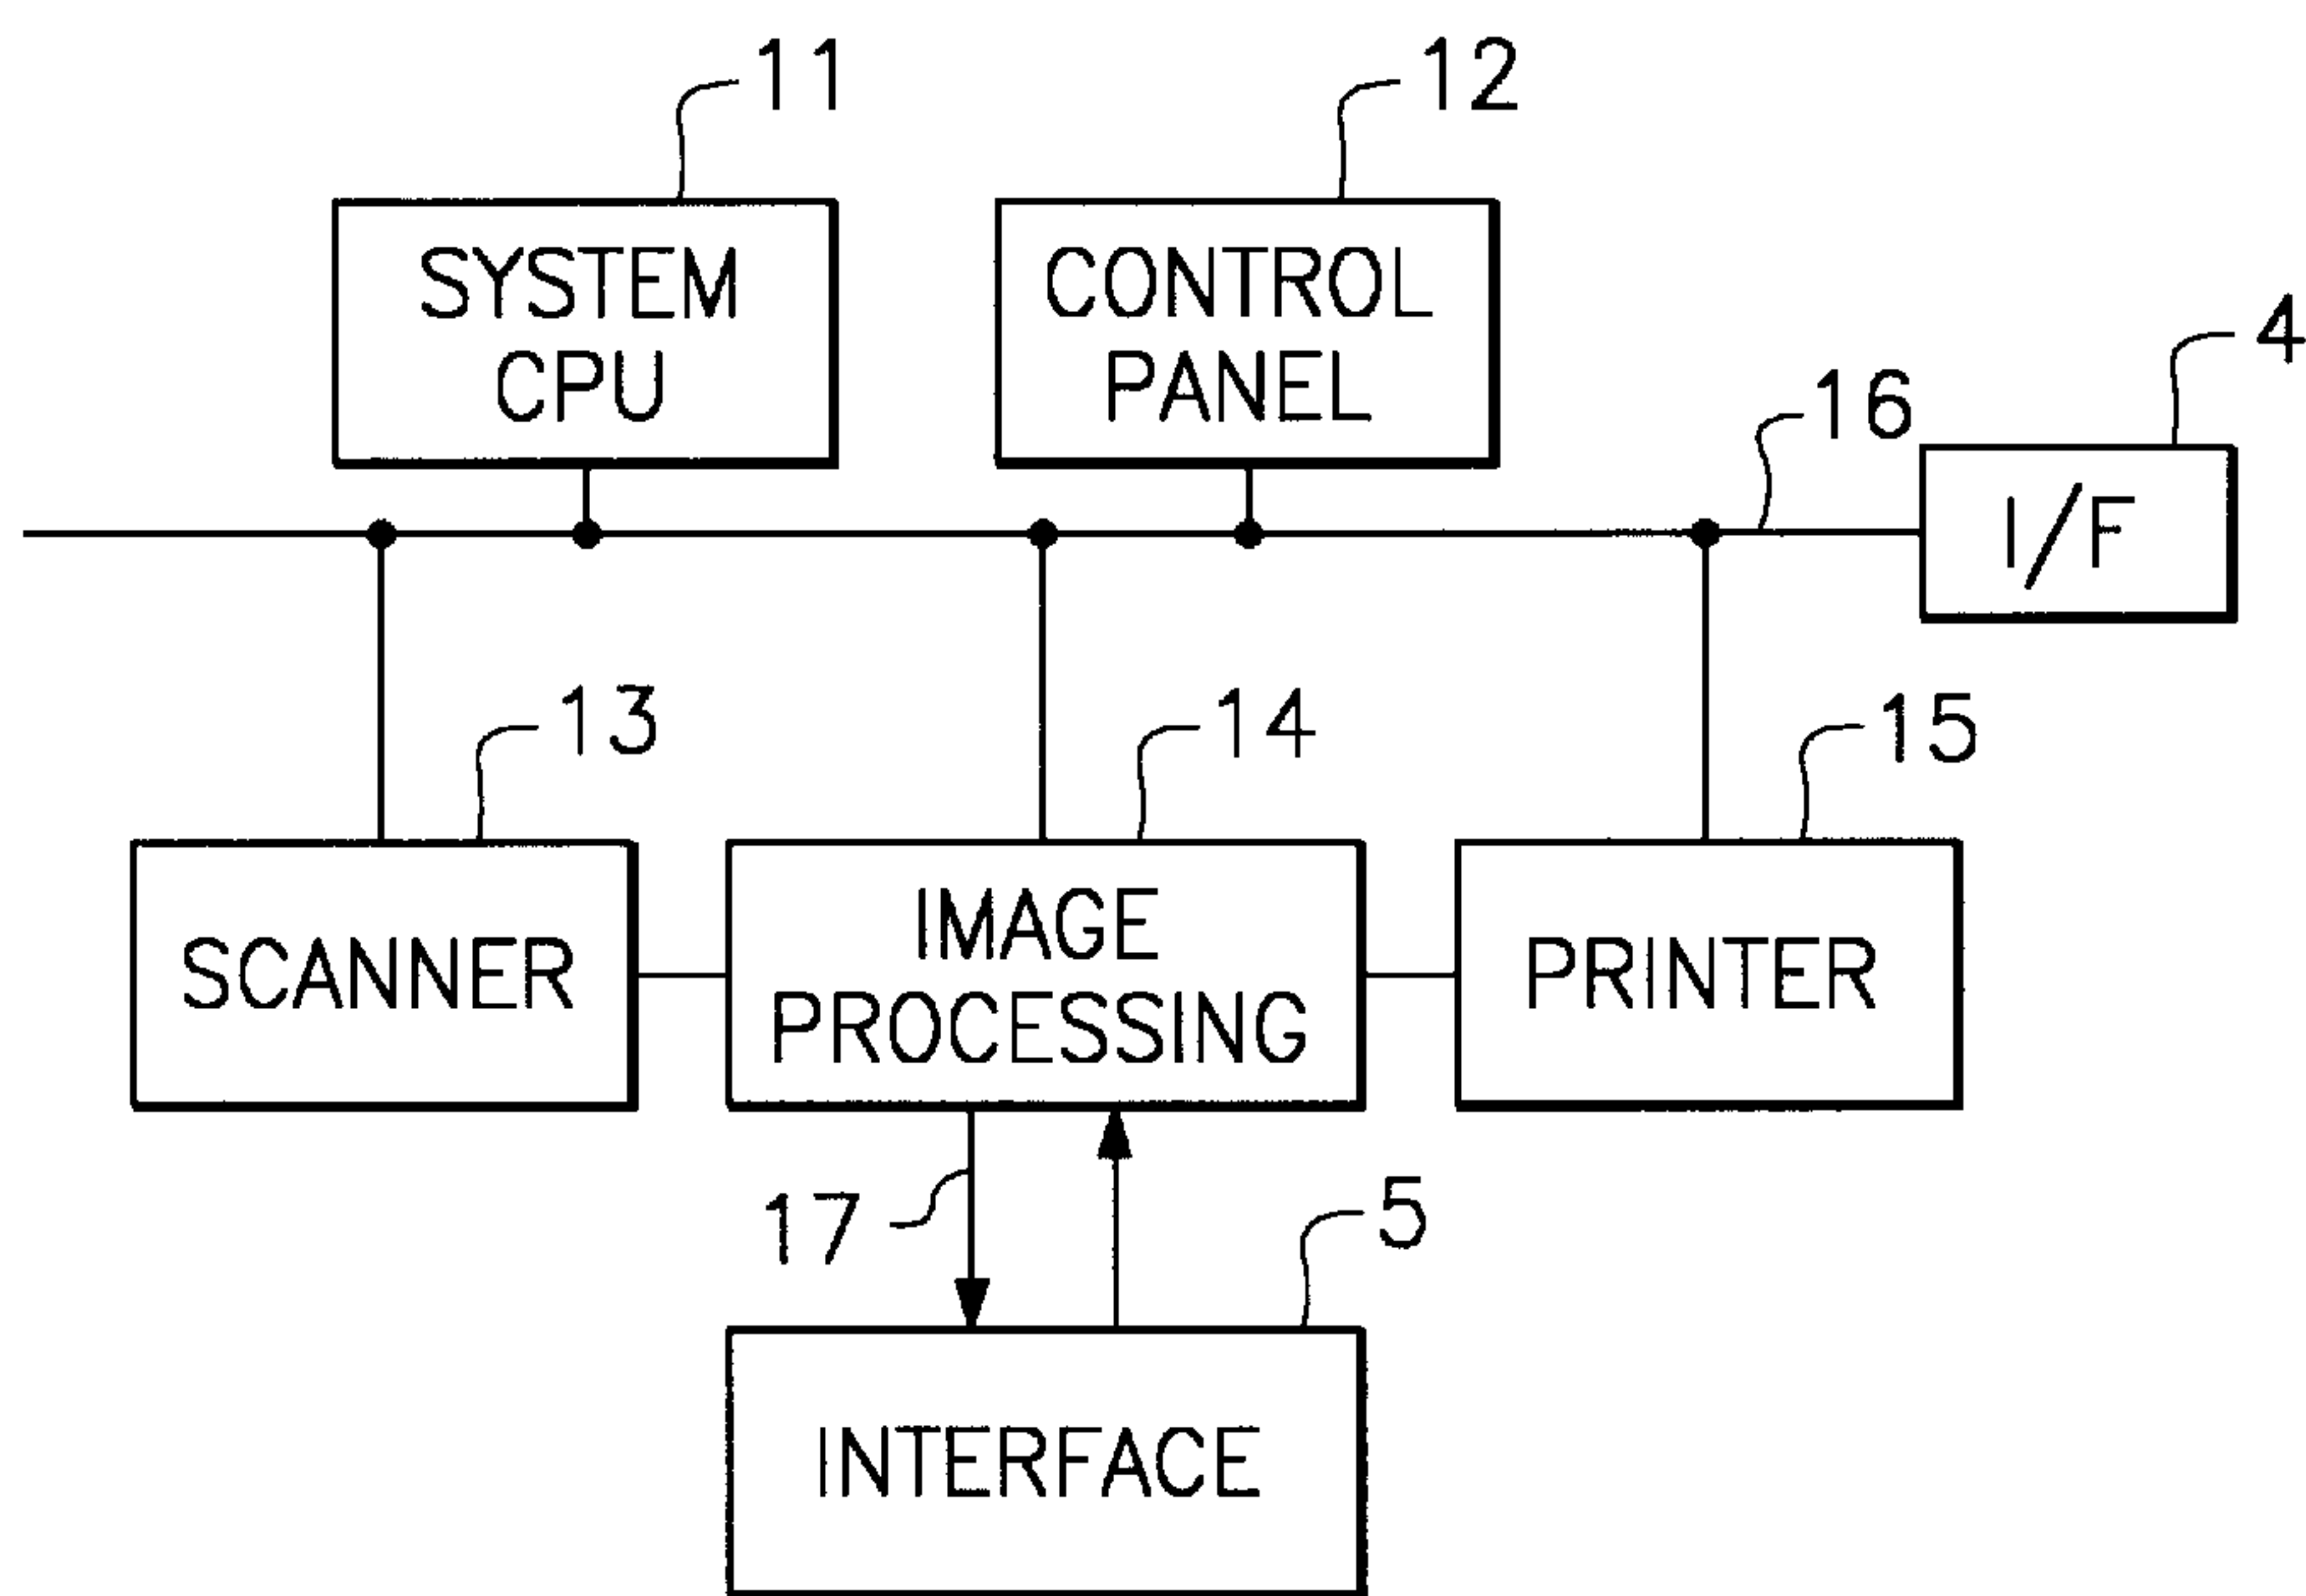 11
12
SYSTEM
CPU
CONTROL
PANEL
4
16
I/F
13
14
15
SCANNER
IMAGE
PROCESSING
PRINTER
17
5
INTERFACE